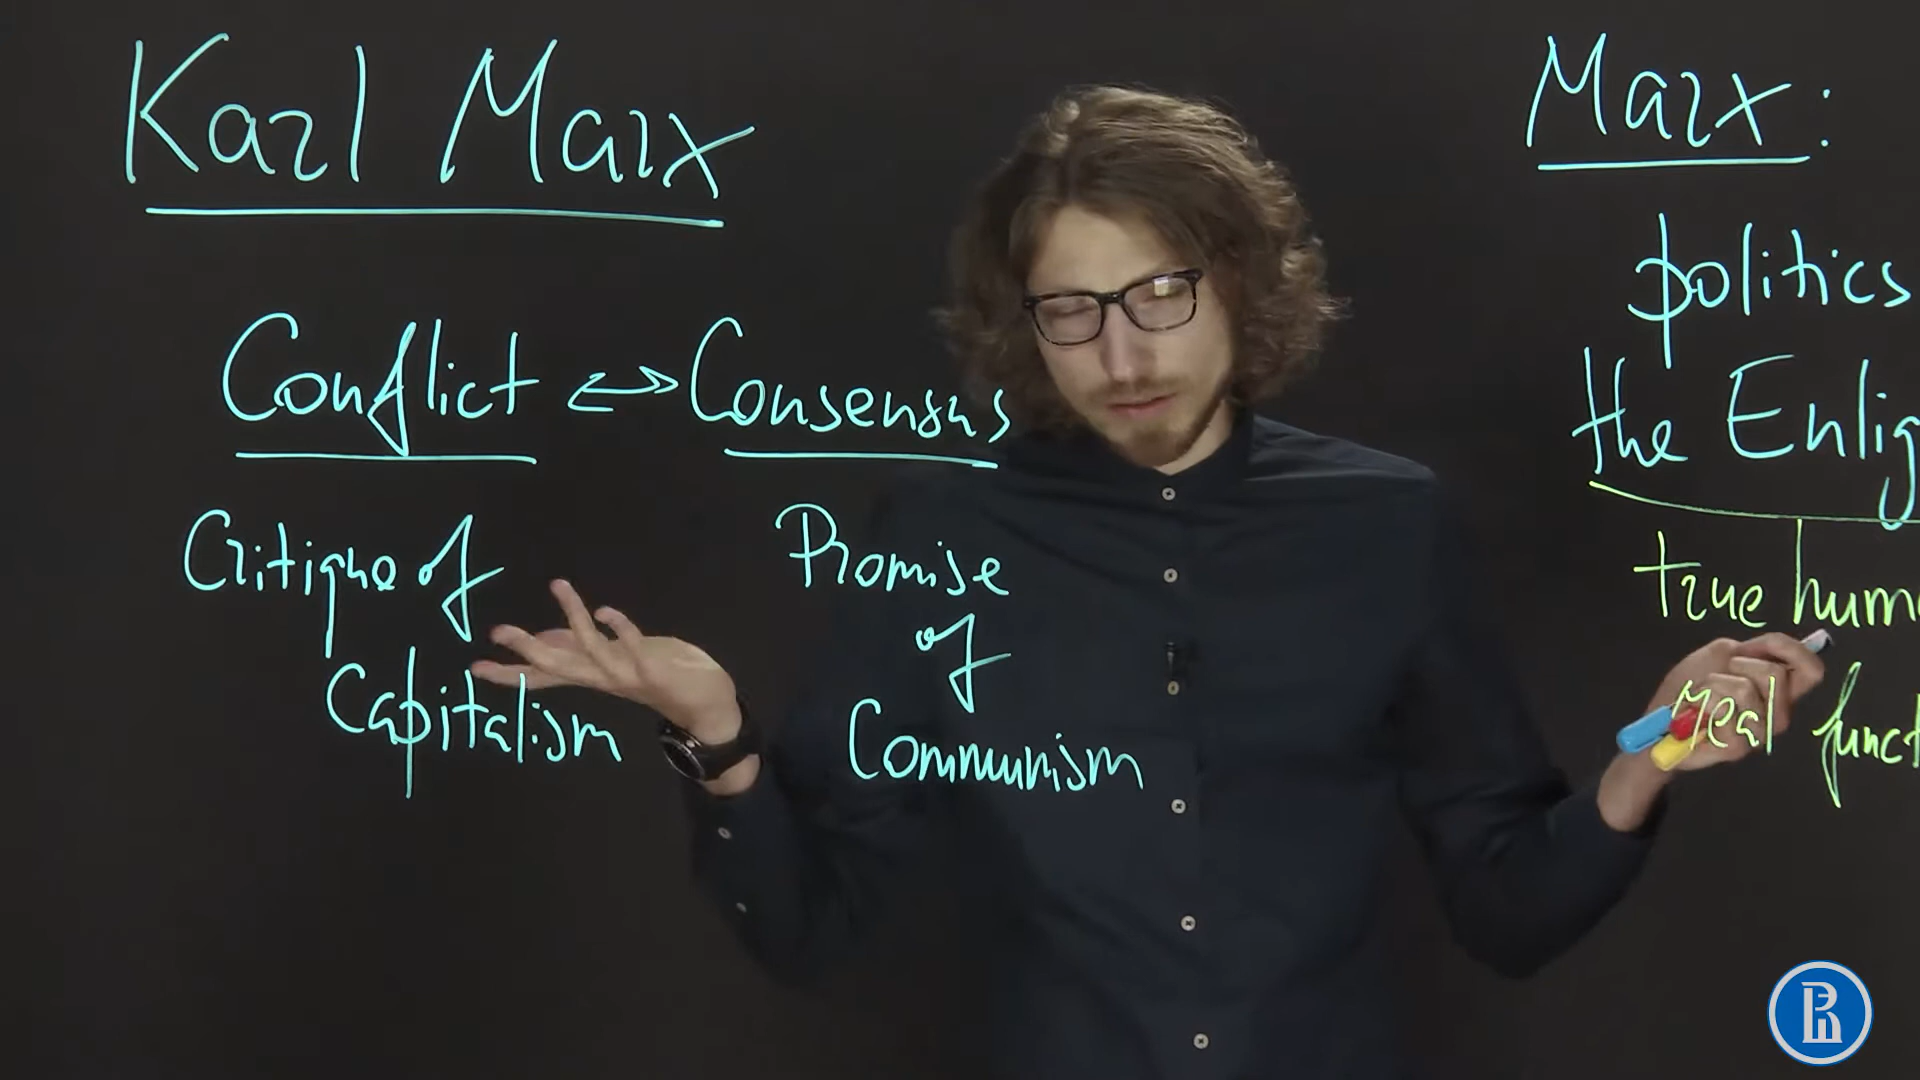 Karl Marx
Conflict ↔ Consensus
Critique of
Capitalism
Promise
of
Communism
Marx:
politics
the Enlig
true hum
real funct